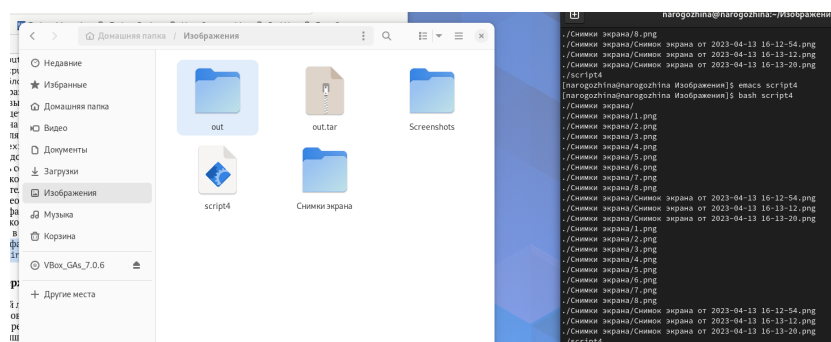 Домашняя папка / Изображения
Недавние
Избранные
Домашняя папка
Видео
Документы
Загрузки
Изображения
Музыка
Корзина
VBox_GAs_7.0.6
Другие места
out
out.tar
Screenshots
script4
Снимки экрана
narogozhina@narogozhina:~/Изображени
./Снимки экрана/8.png
./Снимки экрана/Снимок экрана от 2023-04-13 16-12-54.png
./Снимки экрана/Снимок экрана от 2023-04-13 16-13-12.png
./Снимки экрана/Снимок экрана от 2023-04-13 16-13-20.png
./script4
[narogozhina@narogozhina Изображения]$ emacs script4
[narogozhina@narogozhina Изображения]$ bash script4
./Снимки экрана/
./Снимки экрана/1.png
./Снимки экрана/2.png
./Снимки экрана/3.png
./Снимки экрана/4.png
./Снимки экрана/5.png
./Снимки экрана/6.png
./Снимки экрана/7.png
./Снимки экрана/8.png
./Снимки экрана/Снимок экрана от 2023-04-13 16-12-54.png
./Снимки экрана/Снимок экрана от 2023-04-13 16-13-12.png
./Снимки экрана/Снимок экрана от 2023-04-13 16-13-20.png
./Снимки экрана/1.png
./Снимки экрана/2.png
./Снимки экрана/3.png
./Снимки экрана/4.png
./Снимки экрана/5.png
./Снимки экрана/6.png
./Снимки экрана/7.png
./Снимки экрана/8.png
./Снимки экрана/Снимок экрана от 2023-04-13 16-12-54.png
./Снимки экрана/Снимок экрана от 2023-04-13 16-13-12.png
./Снимки экрана/Снимок экрана от 2023-04-13 16-13-20.png
./script4